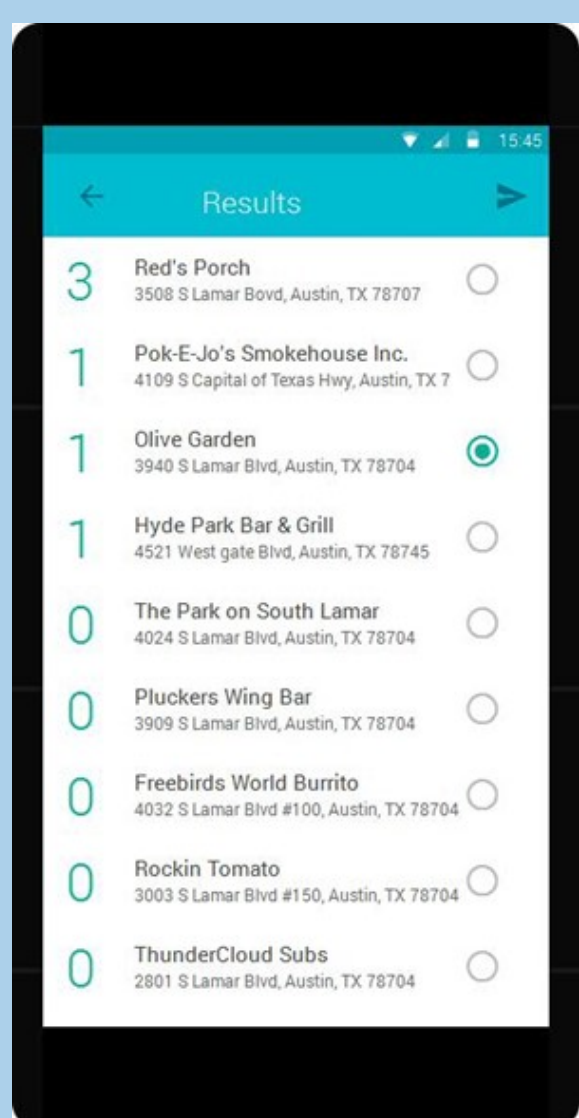 15:45
Results
3 Red's Porch
3508 S Lamar Bovd, Austin, TX 78707
1 Pok-E-Jo's Smokehouse Inc.
4109 S Capital of Texas Hwy, Austin, TX 7
1 Olive Garden
3940 S Lamar Blvd, Austin, TX 78704
1 Hyde Park Bar & Grill
4521 West gate Blvd, Austin, TX 78745
0 The Park on South Lamar
4024 S Lamar Blvd, Austin, TX 78704
0 Pluckers Wing Bar
3909 S Lamar Blvd, Austin, TX 78704
0 Freebirds World Burrito
4032 S Lamar Blvd #100, Austin, TX 78704
0 Rockin Tomato
3003 S Lamar Blvd #150, Austin, TX 78704
0 ThunderCloud Subs
2801 S Lamar Blvd, Austin, TX 78704